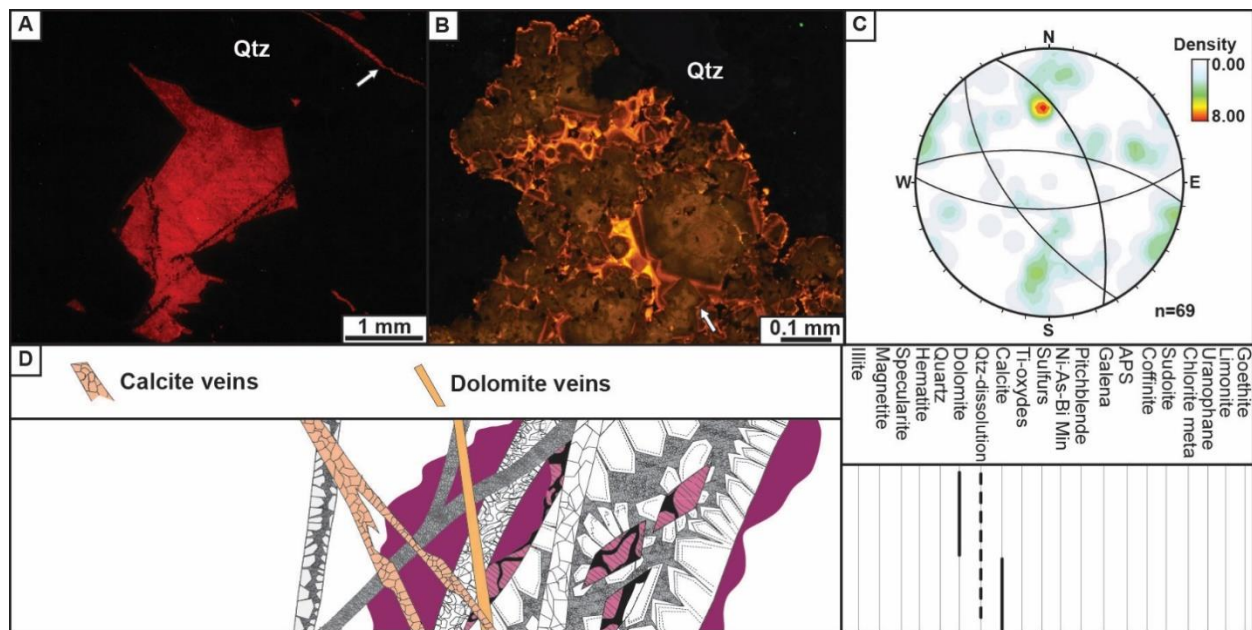 A
Qtz
1 mm
B
Qtz
0.1 mm
C
N
Density
0.00
8.00
W
E
S
n=69
D
Calcite veins
Dolomite veins
Illite
Magnetite
Specularite
Hematite
Quartz
Dolomite
Qtz-dissolution
Calcite
Ti-oxydes
Sulfurs
Ni-As-Bi Min
Pitchblende
Galena
APS
Coffinite
Sudoite
Chlorite meta
Uranophane
Limonite
Goethite